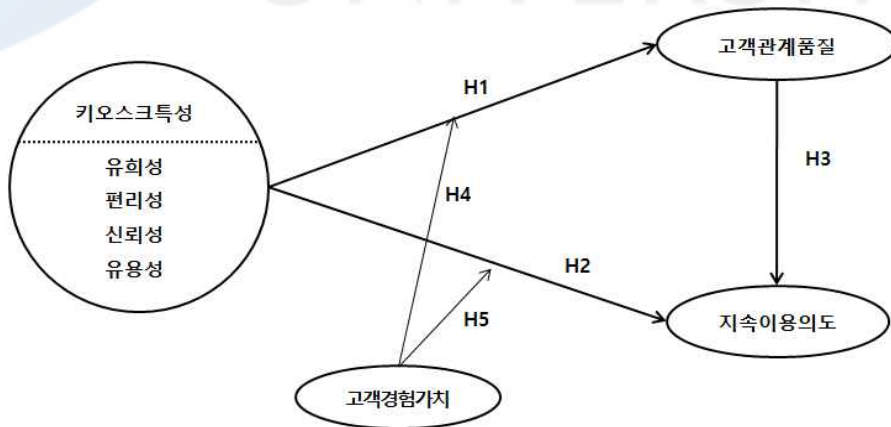 고객관계품질
H1
키오스크특성
유희성
편리성
신뢰성
유용성
H3
H4
H2
H5
지속이용의도
고객경험가치